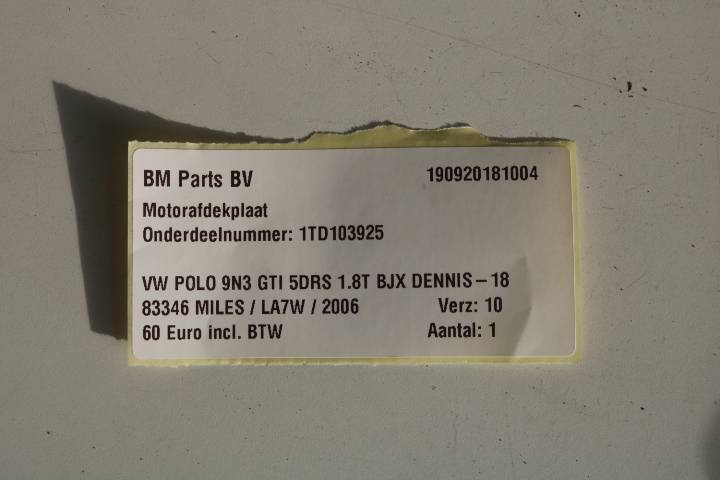 BM Parts BV 190920181004
Motorafdekplaat
Onderdeelnummer: 1TD103925
VW POLO 9N3 GTI 5DRS 1.8T BJX DENNIS – 18
83346 MILES / LA7W / 2006 Verz: 10
60 Euro incl. BTW Aantal: 1